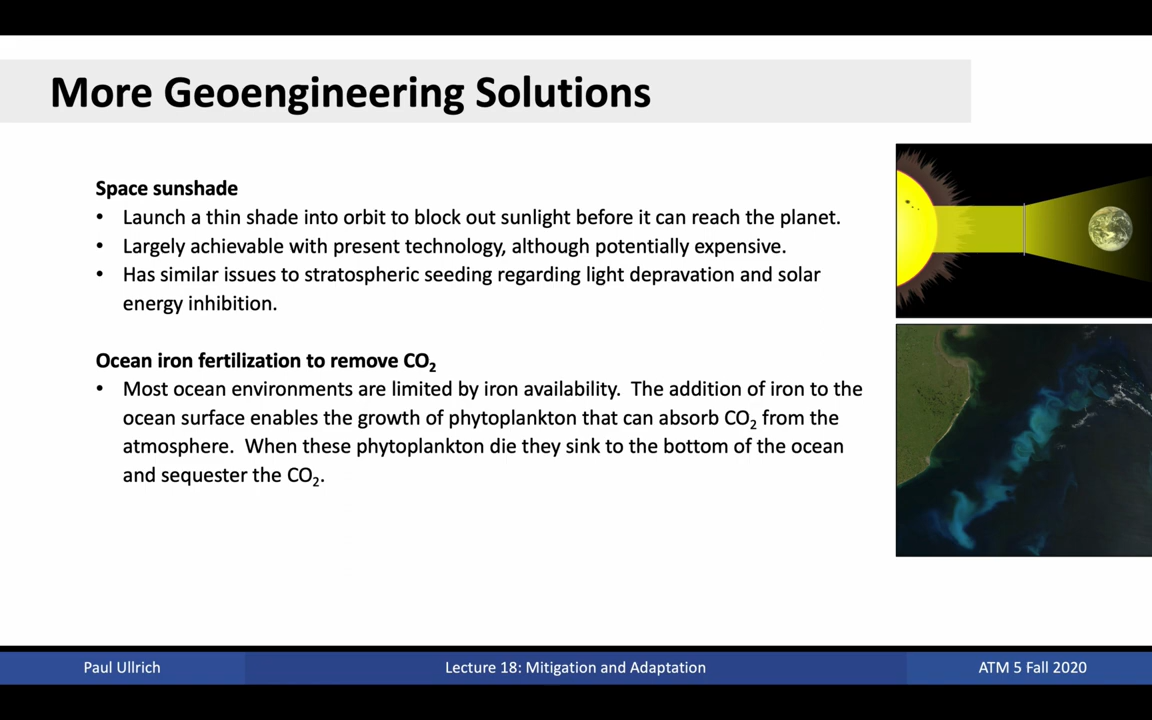 More Geoengineering Solutions
Space sunshade
• Launch a thin shade into orbit to block out sunlight before it can reach the planet.
• Largely achievable with present technology, although potentially expensive.
• Has similar issues to stratospheric seeding regarding light depravation and solar
energy inhibition.
Ocean iron fertilization to remove CO₂
• Most ocean environments are limited by iron availability.  The addition of iron to the
ocean surface enables the growth of phytoplankton that can absorb CO₂ from the
atmosphere.  When these phytoplankton die they sink to the bottom of the ocean
and sequester the CO₂.
Paul Ullrich
Lecture 18: Mitigation and Adaptation
ATM 5 Fall 2020